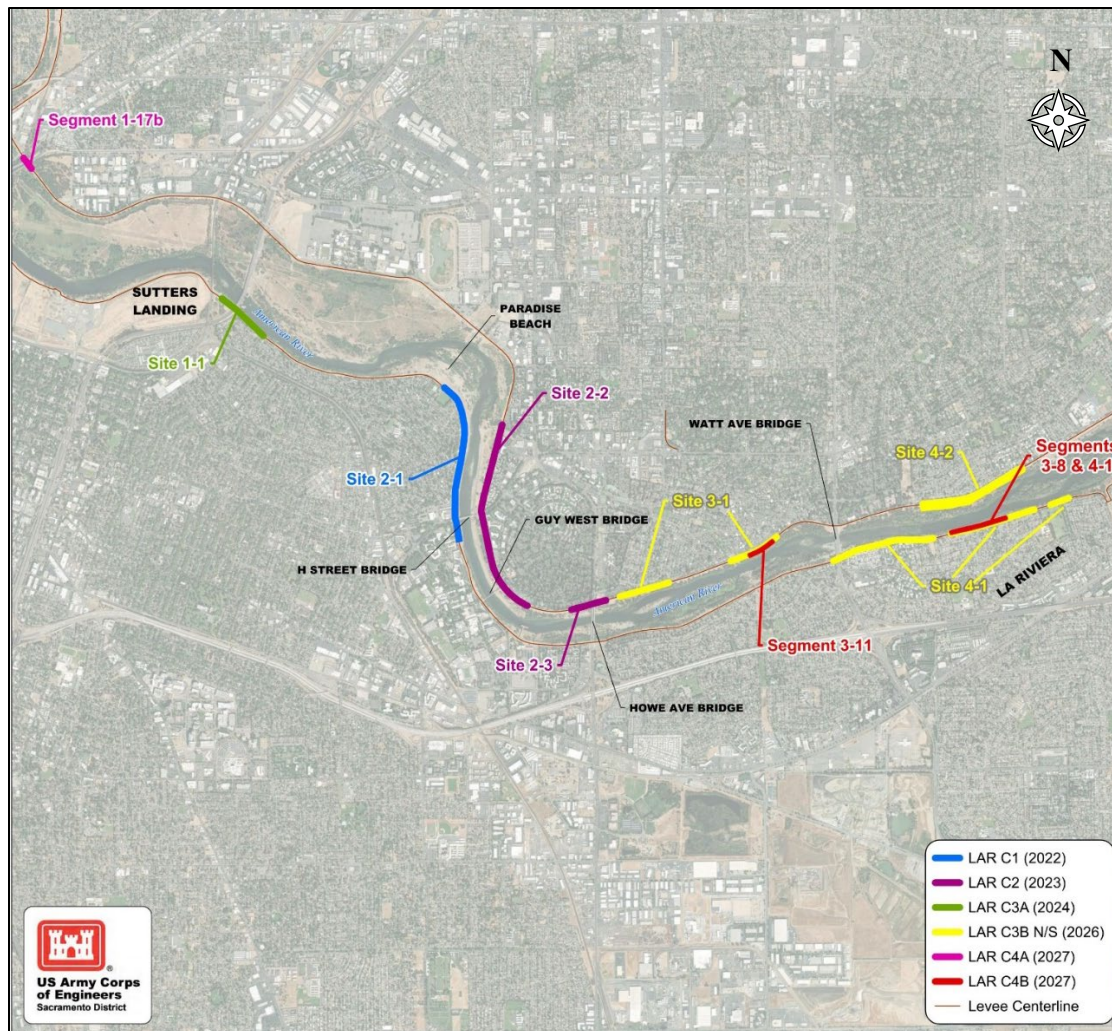 N
Segment 1-17b
SUTTERS
LANDING
PARADISE
BEACH
American River
Site 1-1
Site 2-2
WATT AVE BRIDGE
Site 4-2
Segments
3-8 & 4-1
Site 2-1
Site 3-1
GUY WEST BRIDGE
H STREET BRIDGE
LA RIVIERA
Site 4-1
American River
Segment 3-11
Site 2-3
HOWE AVE BRIDGE
LAR C1 (2022)
LAR C2 (2023)
LAR C3A (2024)
LAR C3B N/S (2026)
LAR C4A (2027)
LAR C4B (2027)
Levee Centerline
US Army Corps
of Engineers
Sacramento District